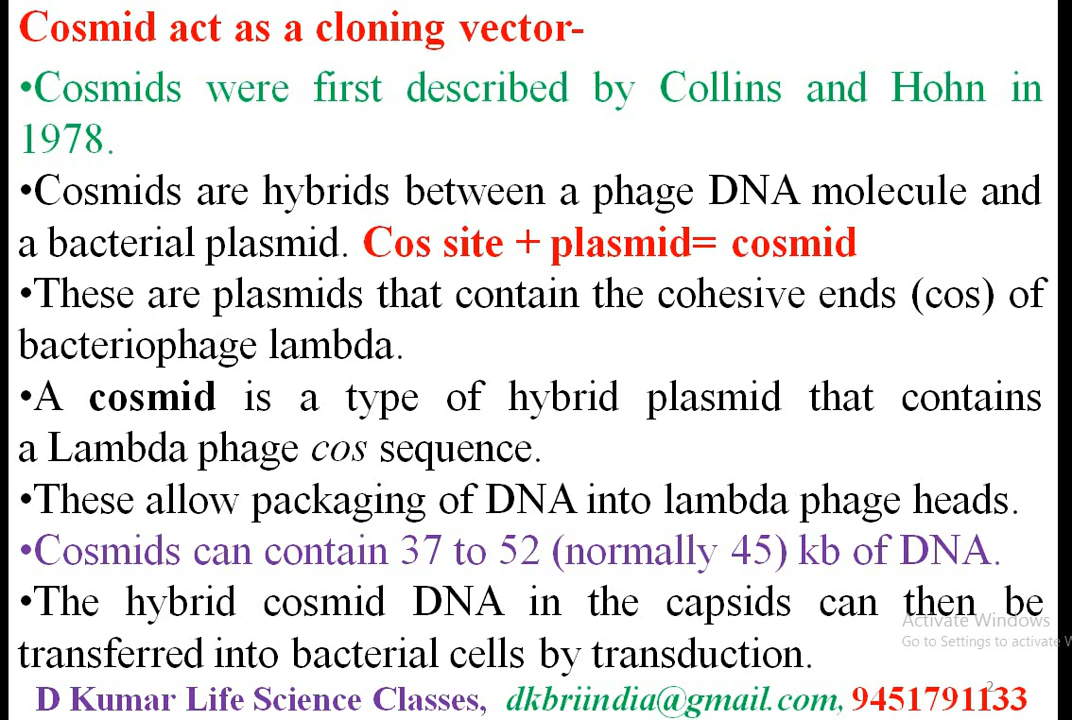 Cosmid act as a cloning vector-
•Cosmids were first described by Collins and Hohn in
1978.
•Cosmids are hybrids between a phage DNA molecule and
a bacterial plasmid. Cos site + plasmid= cosmid
•These are plasmids that contain the cohesive ends (cos) of
bacteriophage lambda.
•A cosmid is a type of hybrid plasmid that contains
a Lambda phage cos sequence.
•These allow packaging of DNA into lambda phage heads.
•Cosmids can contain 37 to 52 (normally 45) kb of DNA.
•The hybrid cosmid DNA in the capsids can then be
Activate Windows
Go to Settings to activate W
transferred into bacterial cells by transduction.
2
D Kumar Life Science Classes, dkbriindia@gmail.com, 9451791133